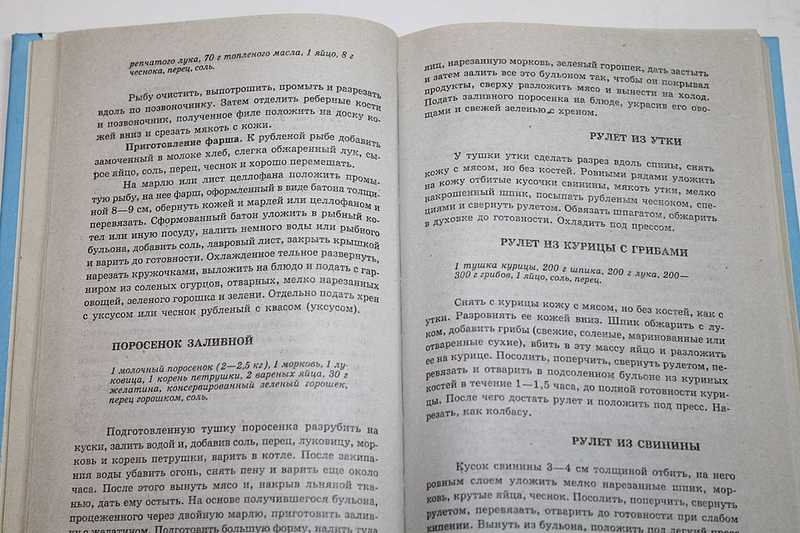 репчатого лука, 70 г топленого масла, 1 яйцо, 8 г
чеснока, перец, соль.
Рыбу очистить, выпотрошить, промыть и разрезать
вдоль по позвоночнику. Затем отделить реберные кости
и позвоночник, полученное филе положить на доску ко-
жей вниз и срезать мякоть с кожи.
Приготовление фарша. К рубленой рыбе добавить
замоченный в молоке хлеб, слегка обжаренный лук, сы-
рое яйцо, соль, перец, чеснок и хорошо перемешать.
На марлю или лист целлофана положить промы-
тую рыбу, на нее фарш, оформленный в виде батона толщи-
ной 8—9 см, обернуть кожей и марлей или целлофаном и
перевязать. Сформованный батон уложить в рыбный ко-
тел или иную посуду, налить немного воды или рыбного
бульона, добавить соль, лавровый лист, закрыть крышкой
и варить до готовности. Охлажденное тельное развернуть,
нарезать кружочками, выложить на блюдо и подать с гар-
ниром из соленых огурцов, отварных, мелко нарезанных
овощей, зеленого горошка и зелени. Отдельно подать хрен
с уксусом или чеснок рубленый с квасом (уксусом).
ПОРОСЕНОК ЗАЛИВНОЙ
1 молочный поросенок (2—2,5 кг), 1 морковь, 1 лу-
ковица, 1 корень петрушки, 2 вареных яйца, 30 г
желатина, консервированный зеленый горошек,
перец горошком, соль.
Подготовленную тушку поросенка разрубить на
куски, залить водой и, добавив соль, перец, луковицу, мор-
ковь и корень петрушки, варить в котле. После закипа-
ния воды убавить огонь, снять пену и варить еще около
часа. После этого вынуть мясо и, накрыв льняной тка-
нью, дать ему остыть. На основе получившегося бульона,
процеженного через двойную марлю, приготовить залив-
ку с желатином. Подготовить большую форму, налить туда
яиц, нарезанную морковь, зеленый горошек, дать застыть
и затем залить все это бульоном так, чтобы он покрывал
продукты, сверху разложить мясо и вынести на холод.
Подать заливного поросенка на блюде, украсив его ово-
щами и свежей зеленью, с хреном.
РУЛЕТ ИЗ УТКИ
У тушки утки сделать разрез вдоль спины, снять
кожу с мясом, но без костей. Ровными рядами уложить
на кожу отбитые кусочки свинины, мякоть утки, мелко
накрошенный шпик, посыпать рубленым чесноком, спе-
циями и свернуть рулетом. Обвязать шпагатом, обжарить
в духовке до готовности. Охладить под прессом.
РУЛЕТ ИЗ КУРИЦЫ С ГРИБАМИ
1 тушка курицы, 200 г шпика, 200 г лука, 200—
300 г грибов, 1 яйцо, соль, перец.
Снять с курицы кожу с мясом, но без костей, как с
утки. Разровнять ее кожей вниз. Шпик обжарить с лу-
ком, добавить грибы (свежие, соленые, маринованные или
отваренные сухие), вбить в эту массу яйцо и разложить
ее на курице. Посолить, поперчить, свернуть рулетом, пе-
ревязать и отварить в подсоленном бульоне из куриных
костей в течение 1—1,5 часа, до полной готовности кури-
цы. После чего достать рулет и положить под пресс. На-
резать, как колбасу.
РУЛЕТ ИЗ СВИНИНЫ
Кусок свинины 3—4 см толщиной отбить, на него
ровным слоем уложить мелко нарезанные шпик, мор-
ковь, крутые яйца, чеснок. Посолить, поперчить, свернуть
рулетом, перевязать, отварить до готовности при слабом
кипении. Вынуть из бульона, положить под легкий пресс